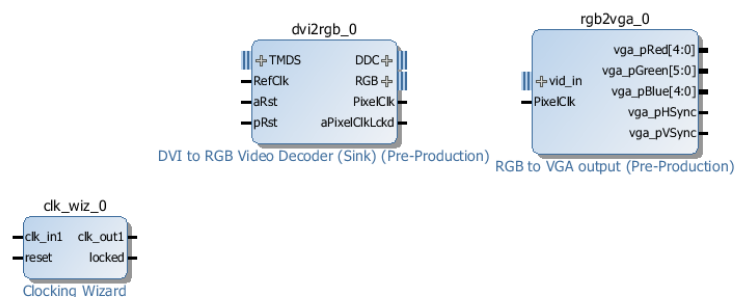 dvi2rgb_0
TMDS DDC
RefClk RGB
aRst PixelClk
pRst aPixelClkLckd
DVI to RGB Video Decoder (Sink) (Pre-Production)
rgb2vga_0
vga_pRed[4:0]
vga_pGreen[5:0]
vid_in
vga_pBlue[4:0]
PixelClk
vga_pHSync
vga_pVSync
RGB to VGA output (Pre-Production)
clk_wiz_0
clk_in1 clk_out1
reset locked
Clocking Wizard